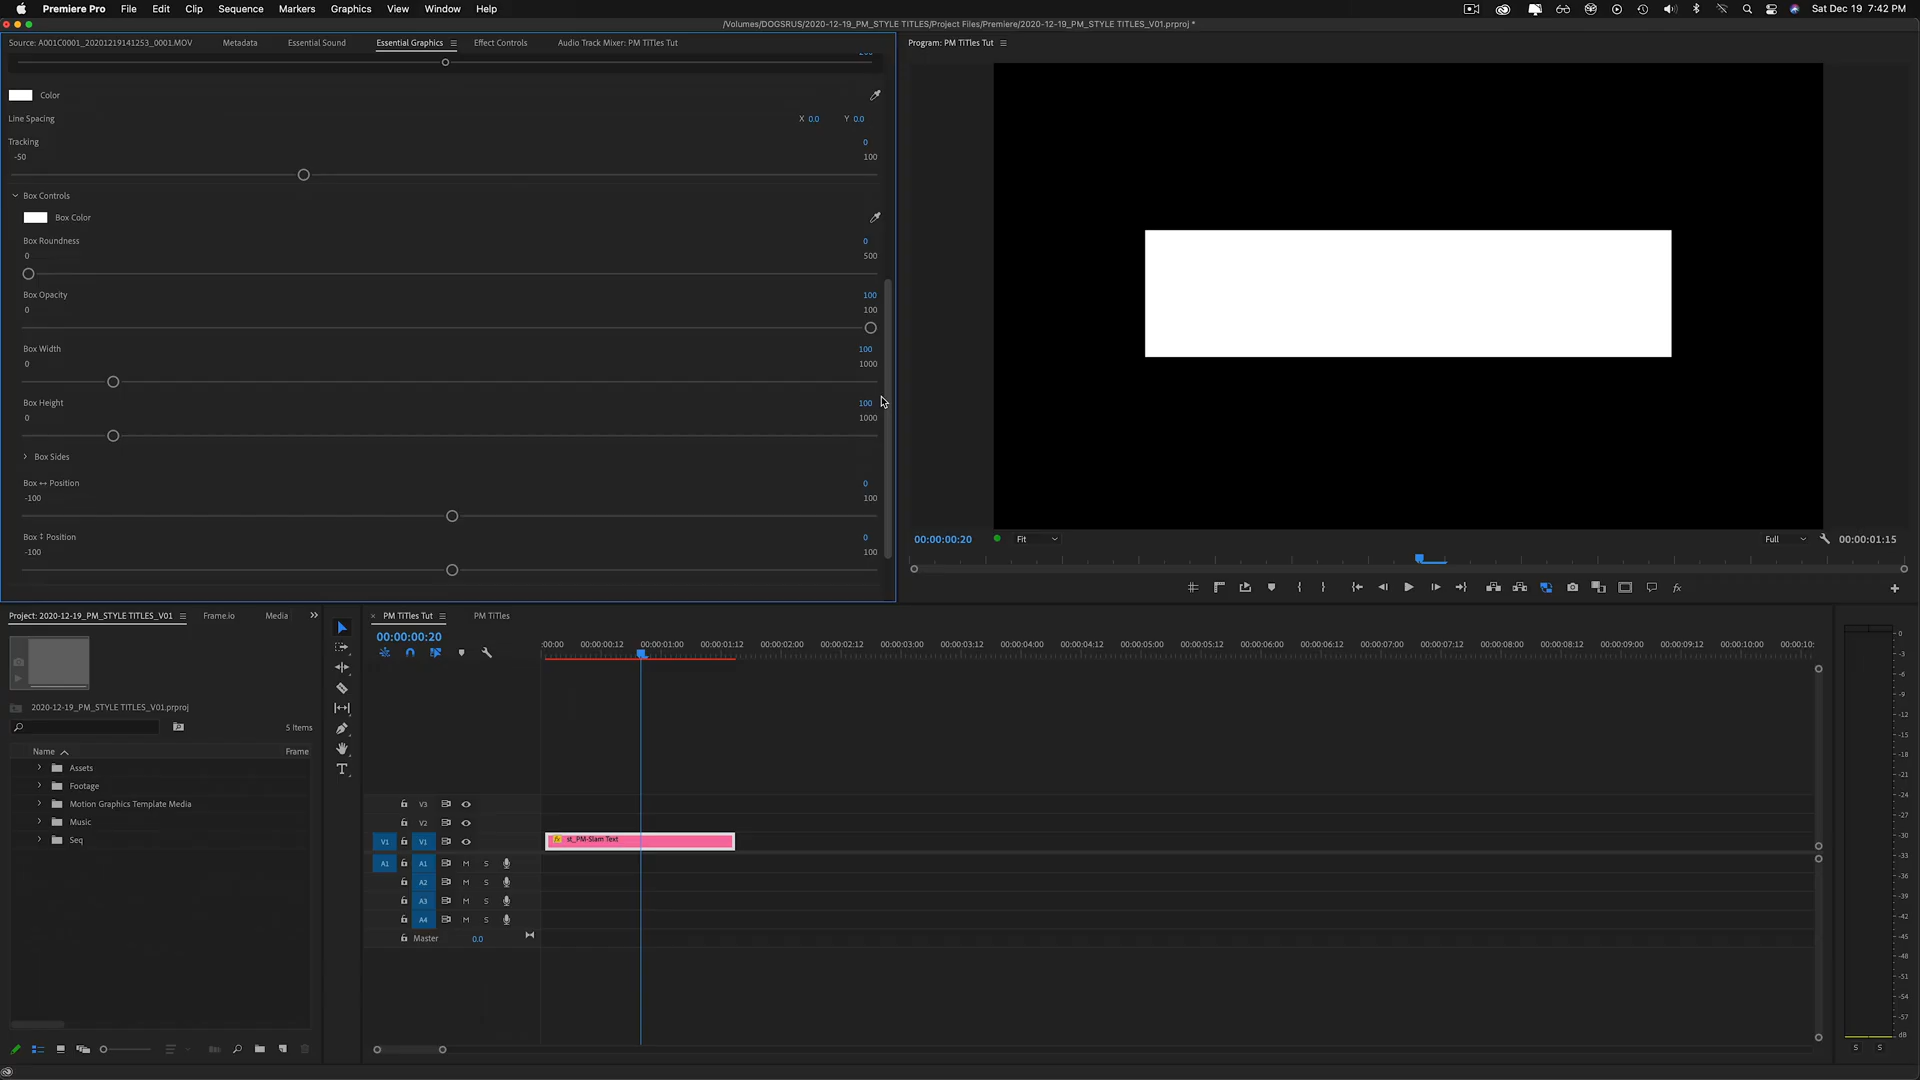 Premiere Pro File Edit Clip Sequence Markers Graphics View Window Help Sat Dec 19 7:42 PM
/Volumes/DOGSRUS/2020-12-19_PM_STYLE TITLES/Project Files/Premiere/2020-12-19_PM_STYLE TITLES_V01.prproj *
Source: A001C0001_20201219141253_0001.MOV Metadata Essential Sound Essential Graphics Effect Controls Audio Track Mixer: PM TiTles Tut Program: PM TiTles Tut
Color
Line Spacing X 0.0 Y 0.0
Tracking 0
-50 100
Box Controls
Box Color
Box Roundness 0
0 500
Box Opacity 100
0 100
Box Width 100
0 1000
Box Height 100
0 1000
Box Sides
Box ↔ Position 0
-100 100
Box ↕ Position 0
-100 100
00:00:00:20 Fit Full 00:00:01:15
Project: 2020-12-19_PM_STYLE TITLES_V01 Frame.io Media
2020-12-19_PM_STYLE TITLES_V01.prproj
5 Items
Name Frame
Assets
Footage
Motion Graphics Template Media
Music
Seq
PM TiTles Tut PM TiTles
00:00:00:20
:00:00 00:00:00:12 00:00:01:00 00:00:01:12 00:00:02:00 00:00:02:12 00:00:03:00 00:00:03:12 00:00:04:00 00:00:04:12 00:00:05:00 00:00:05:12 00:00:06:00 00:00:06:12 00:00:07:00 00:00:07:12 00:00:08:00 00:00:08:12 00:00:09:00 00:00:09:12 00:00:10:00 00:00:10:
V3
V2
V1 V1 fx st_PM-Slam Text
A1 A1 M S
A2 M S
A3 M S
A4 M S
Master 0.0
0
-3
-6
-9
-12
-15
-18
-21
-24
-27
-30
-33
-36
-39
-42
-45
-48
-51
-54
-57
dB
S S